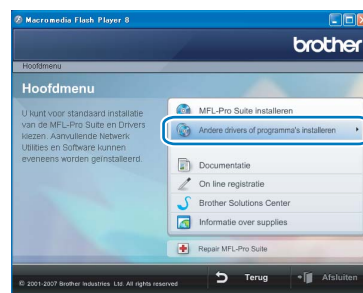 Macromedia Flash Player 8
brother
Hoofdmenu
Hoofdmenu
U kunt voor standaard installatie
van de MFL-Pro Suite en Drivers
kiezen. Aanvullende Netwerk
Utilities en Software kunnen
eveneens worden geïnstalleerd.
MFL-Pro Suite installeren
Andere drivers of programma's installeren
Documentatie
On line registratie
Brother Solutions Center
Informatie over supplies
Repair MFL-Pro Suite
© 2001-2007 Brother Industries Ltd. All rights reserved
Terug
Afsluiten